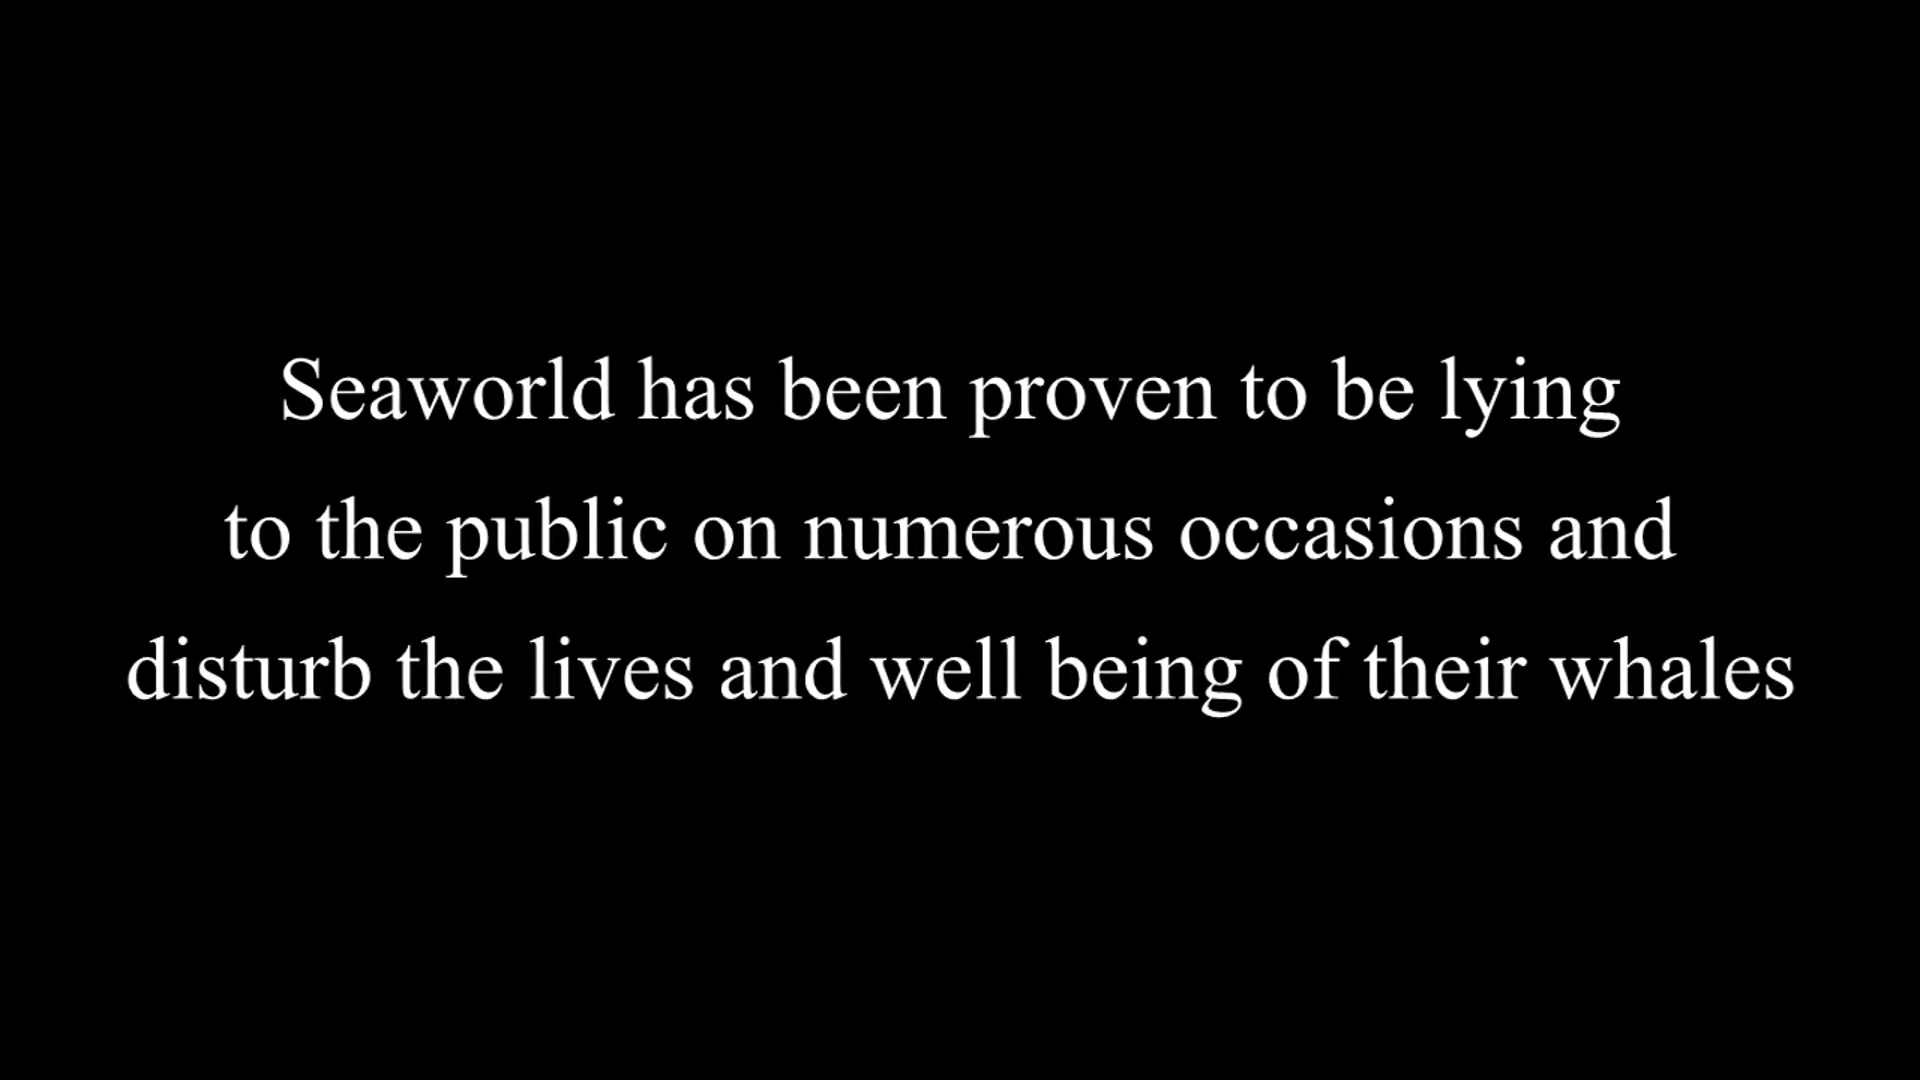 Seaworld has been proven to be lying
to the public on numerous occasions and
disturb the lives and well being of their whales